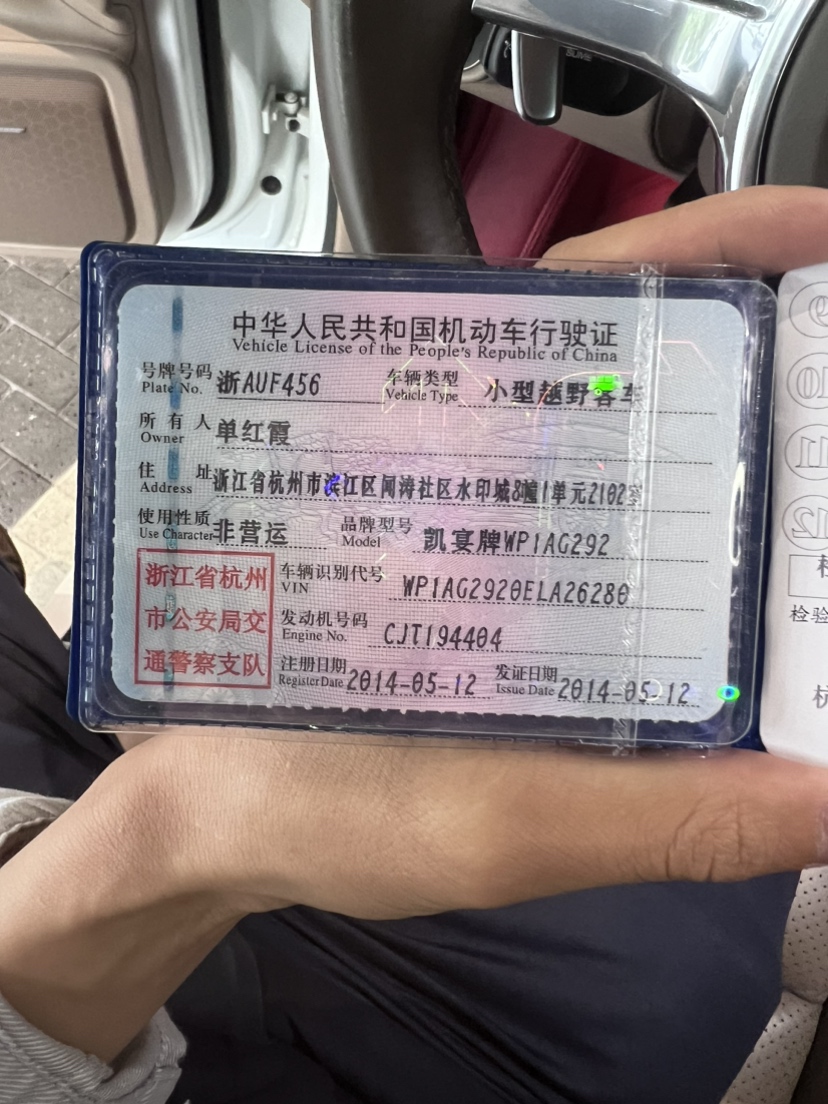 中华人民共和国机动车行驶证
Vehicle License of the People's Republic of China
号牌号码 浙AUF456 车辆类型 小型越野客车
Plate No. Vehicle Type
所有人 单红霞
Owner
住址 浙江省杭州市滨江区闻涛社区水印城8幢1单元2102室
Address
使用性质 非营运 品牌型号 凯宴牌WP1AG292
Use Character Model
浙江省杭州
市公安局交
通警察支队
车辆识别代号 WP1AG2920ELA26280
VIN
发动机号码 CJT194404
Engine No.
注册日期 2014-05-12 发证日期 2014-05-12
Register Date Issue Date
9
10
11
12
检验
杭